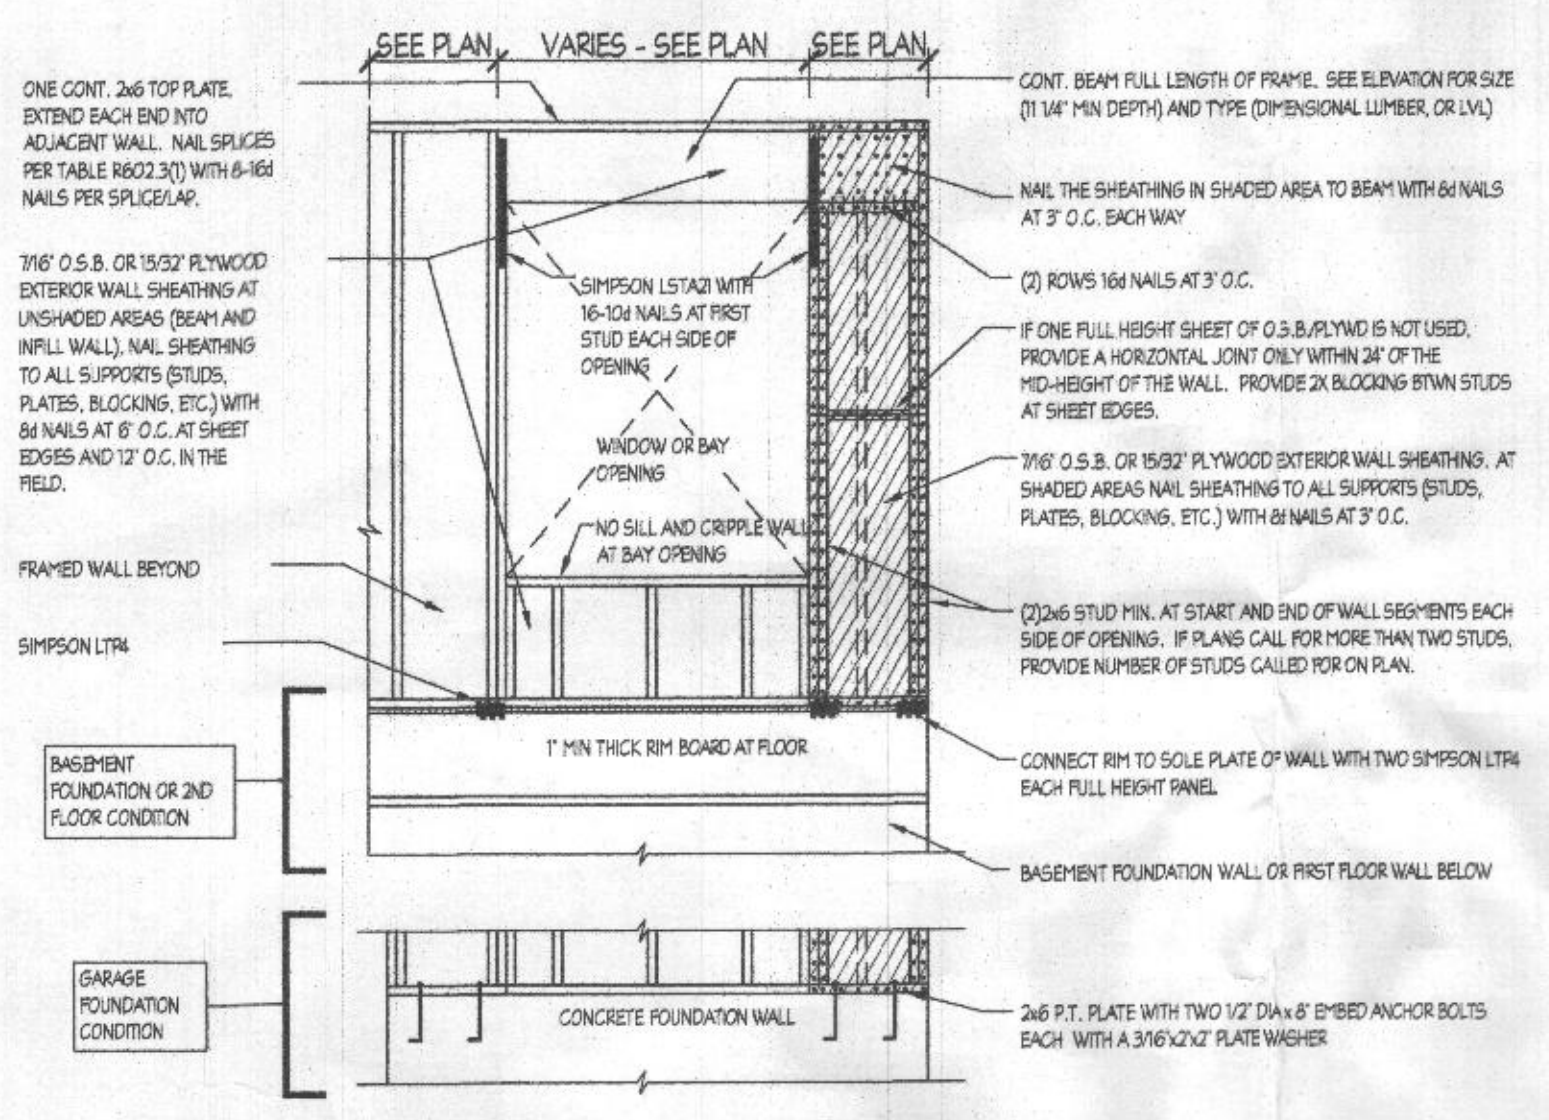 SEE PLAN
VARIES - SEE PLAN
SEE PLAN
ONE CONT. 2x6 TOP PLATE,
EXTEND EACH END INTO
ADJACENT WALL. NAIL SPLICES
PER TABLE R602.3(1) WITH 8-16d
NAILS PER SPLICE/LAP.
7/16" O.S.B. OR 15/32" PLYWOOD
EXTERIOR WALL SHEATHING AT
UNSHADED AREAS (BEAM AND
INFILL WALL), NAIL SHEATHING
TO ALL SUPPORTS (STUDS,
PLATES, BLOCKING, ETC.) WITH
8d NAILS AT 6" O.C. AT SHEET
EDGES AND 12" O.C. IN THE
FIELD.
FRAMED WALL BEYOND
SIMPSON LTP4
BASEMENT
FOUNDATION OR 2ND
FLOOR CONDITION
GARAGE
FOUNDATION
CONDITION
SIMPSON LSTA21 WITH
16-10d NAILS AT FIRST
STUD EACH SIDE OF
OPENING
WINDOW OR BAY
OPENING
NO SILL AND CRIPPLE WALL
AT BAY OPENING
1" MIN THICK RIM BOARD AT FLOOR
CONCRETE FOUNDATION WALL
CONT. BEAM FULL LENGTH OF FRAME. SEE ELEVATION FOR SIZE
(11 1/4" MIN DEPTH) AND TYPE (DIMENSIONAL LUMBER, OR LVL)
NAIL THE SHEATHING IN SHADED AREA TO BEAM WITH 8d NAILS
AT 3" O.C. EACH WAY
(2) ROWS 16d NAILS AT 3" O.C.
IF ONE FULL HEIGHT SHEET OF O.S.B./PLYWD IS NOT USED,
PROVIDE A HORIZONTAL JOINT ONLY WITHIN 24" OF THE
MID-HEIGHT OF THE WALL. PROVIDE 2X BLOCKING BTWN STUDS
AT SHEET EDGES.
7/16" O.S.B. OR 15/32" PLYWOOD EXTERIOR WALL SHEATHING. AT
SHADED AREAS NAIL SHEATHING TO ALL SUPPORTS (STUDS,
PLATES, BLOCKING, ETC.) WITH 8d NAILS AT 3" O.C.
(2)2x6 STUD MIN. AT START AND END OF WALL SEGMENTS EACH
SIDE OF OPENING. IF PLANS CALL FOR MORE THAN TWO STUDS,
PROVIDE NUMBER OF STUDS CALLED FOR ON PLAN.
CONNECT RIM TO SOLE PLATE OF WALL WITH TWO SIMPSON LTP4
EACH FULL HEIGHT PANEL
BASEMENT FOUNDATION WALL OR FIRST FLOOR WALL BELOW
2x6 P.T. PLATE WITH TWO 1/2" DIA x 8" EMBED ANCHOR BOLTS
EACH WITH A 3/16"x2"x2" PLATE WASHER